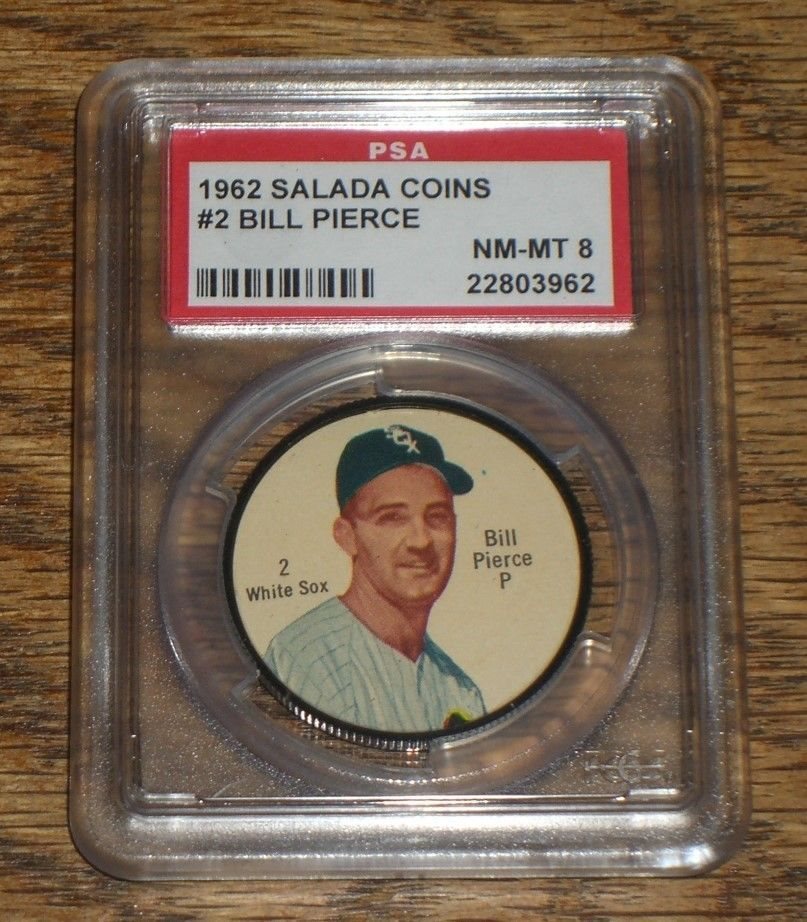 PSA
1962 SALADA COINS
#2 BILL PIERCE
NM-MT 8
22803962
SOX
2
White Sox
Bill
Pierce
P